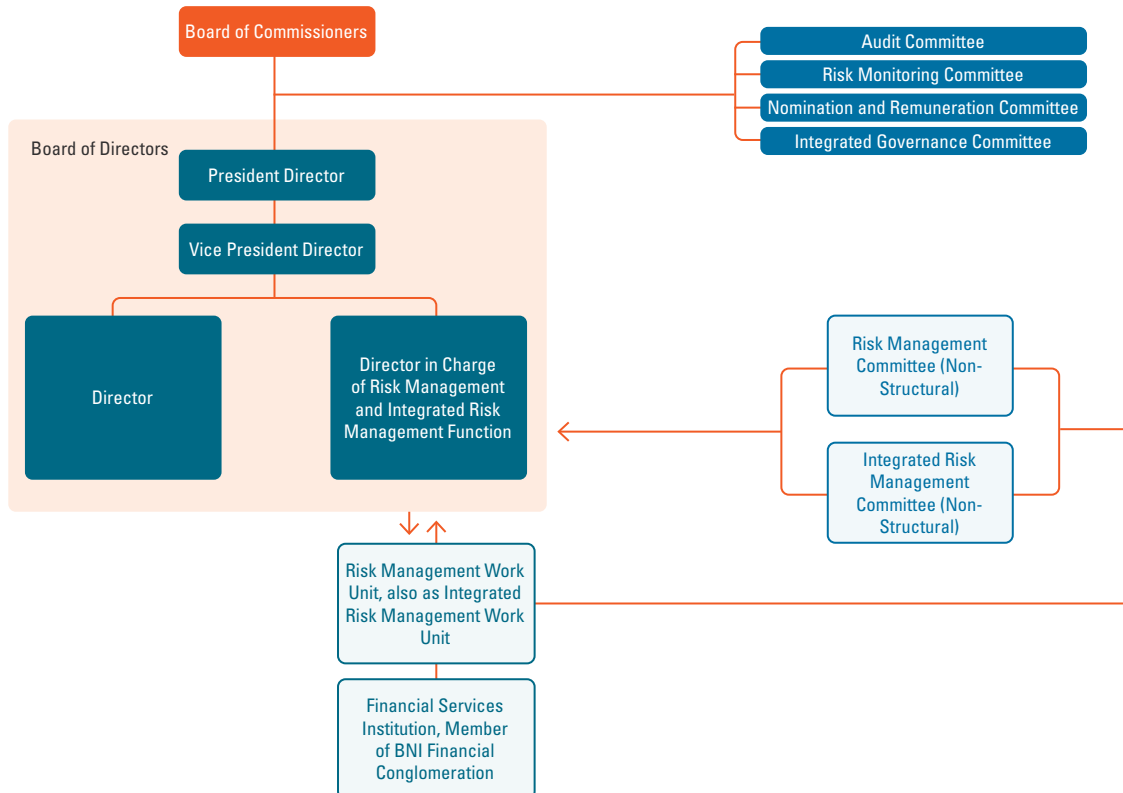 Board of Commissioners
Audit Committee
Risk Monitoring Committee
Nomination and Remuneration Committee
Integrated Governance Committee
Board of Directors
President Director
Vice President Director
Director
Director in Charge
of Risk Management
and Integrated Risk
Management Function
Risk Management
Committee (Non-
Structural)
Integrated Risk
Management
Committee (Non-
Structural)
Risk Management Work
Unit, also as Integrated
Risk Management Work
Unit
Financial Services
Institution, Member
of BNI Financial
Conglomeration